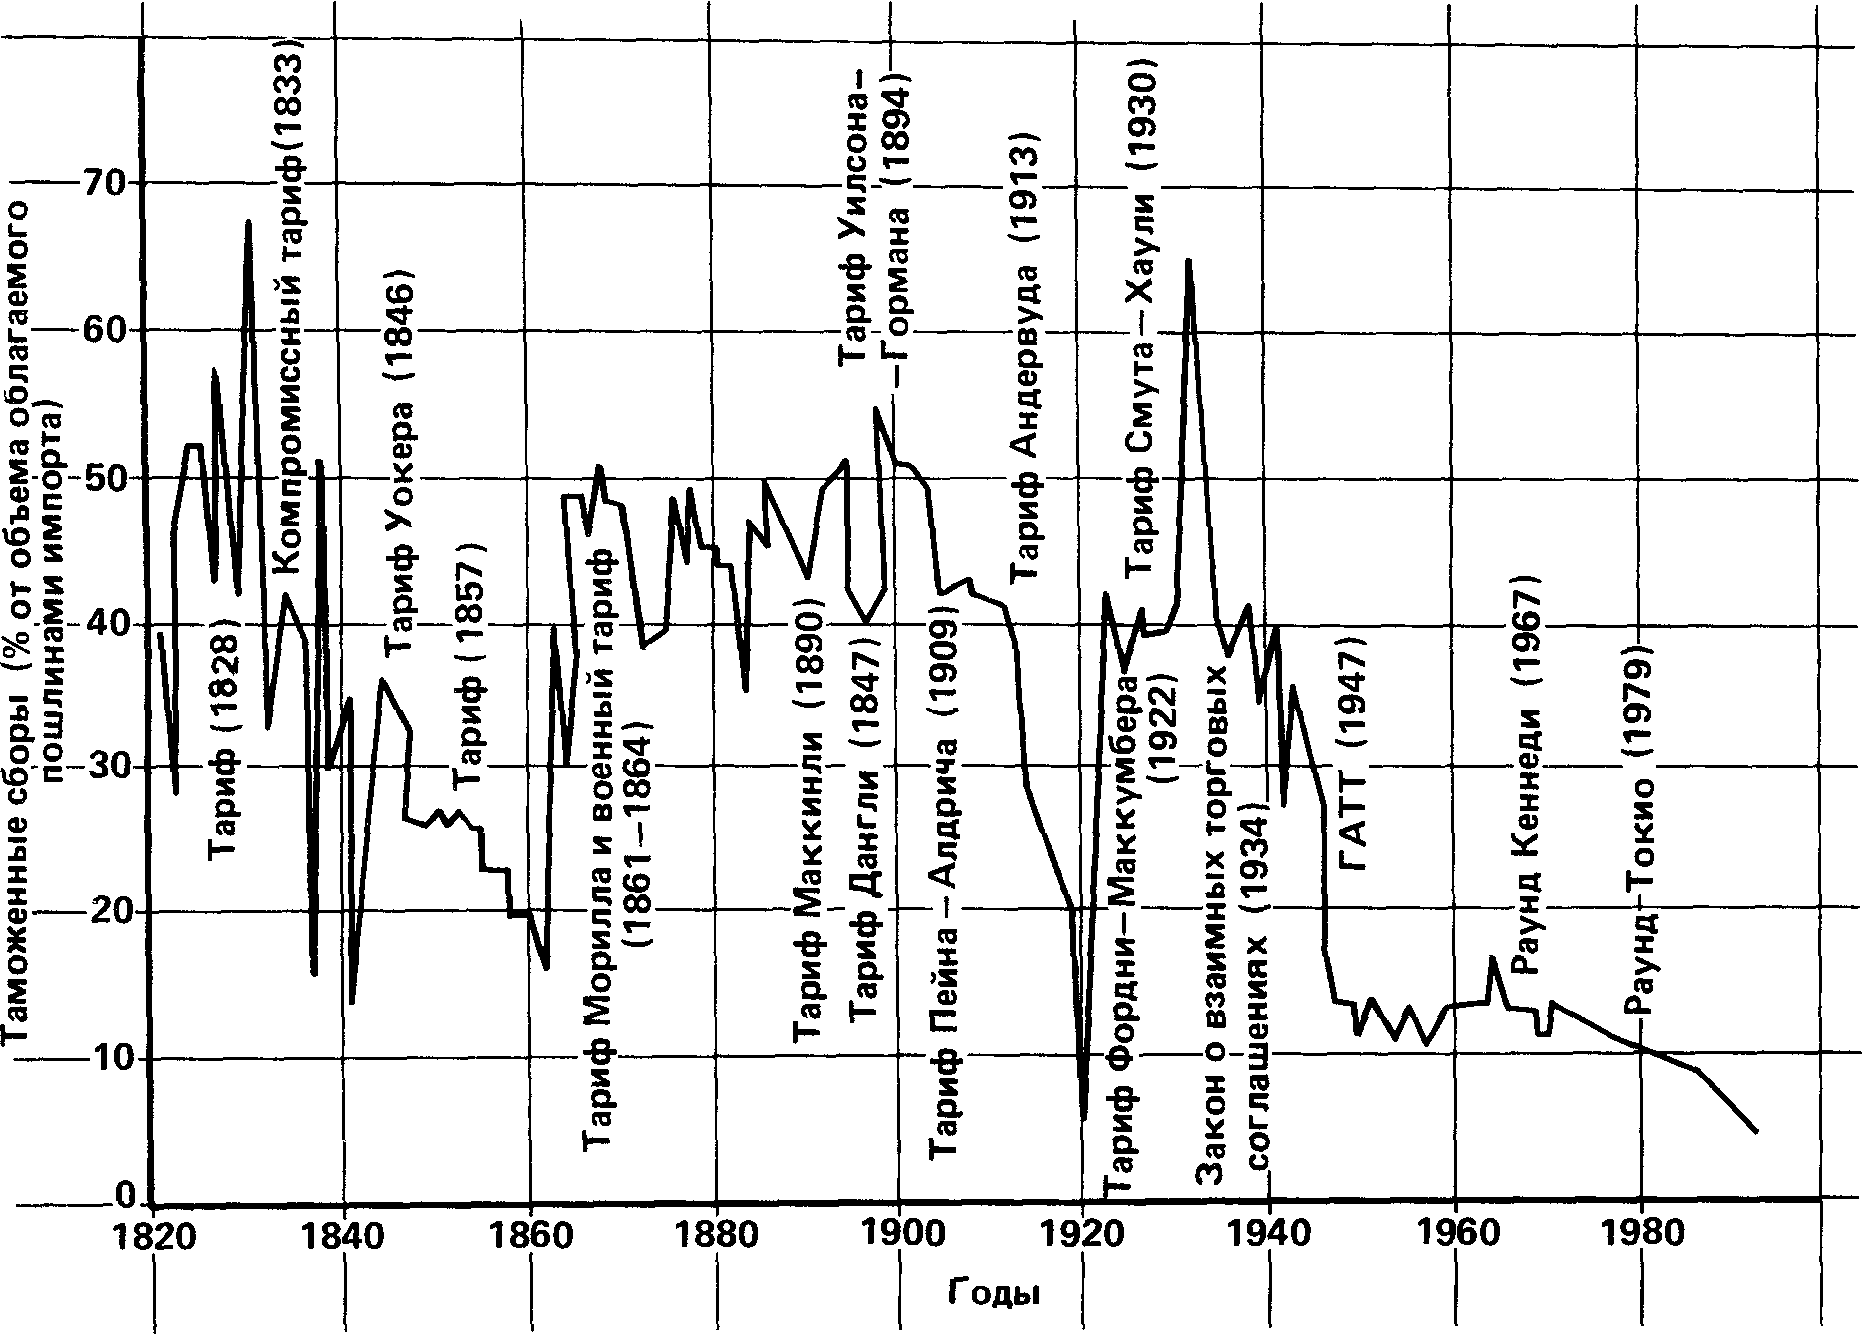 Таможенные сборы (% от объема облагаемого
пошлинами импорта)
70
60
50
40
30
20
10
0
Тариф (1828)
Компромиссный тариф (1833)
Тариф Уокера (1846)
Тариф (1857)
Тариф Морилла и военный тариф
(1861–1864)
Тариф Маккинли (1890)
Тариф Дангли (1847)
Тариф Уилсона–
–Гормана (1894)
Тариф Пейна–Алдрича (1909)
Тариф Андервуда (1913)
Тариф Фордни–Маккумбера
(1922)
Тариф Смута–Хаули (1930)
Закон о взаимных торговых
соглашениях (1934)
ГАТТ (1947)
Раунд Кеннеди (1967)
Раунд-Токио (1979)
1820 1840 1860 1880 1900 1920 1940 1960 1980
Годы